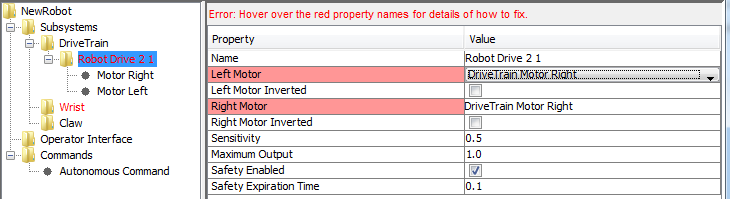 NewRobot
Subsystems
DriveTrain
Robot Drive 2 1
Motor Right
Motor Left
Wrist
Claw
Operator Interface
Commands
Autonomous Command
Error: Hover over the red property names for details of how to fix.
Property Value
Name Robot Drive 2 1
Left Motor DriveTrain Motor Right
Left Motor Inverted
Right Motor DriveTrain Motor Right
Right Motor Inverted
Sensitivity 0.5
Maximum Output 1.0
Safety Enabled
Safety Expiration Time 0.1